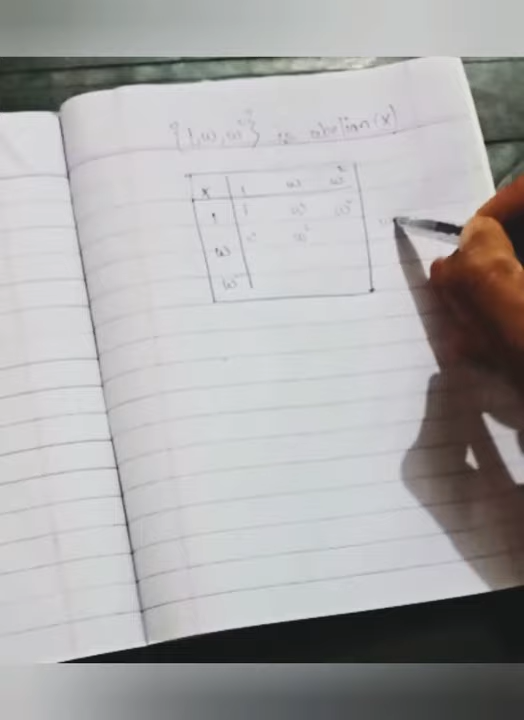 {1, ω, ω²} is abelian (x)
x 1 ω ω²
1 1 ω ω²
ω ω ω²
ω²